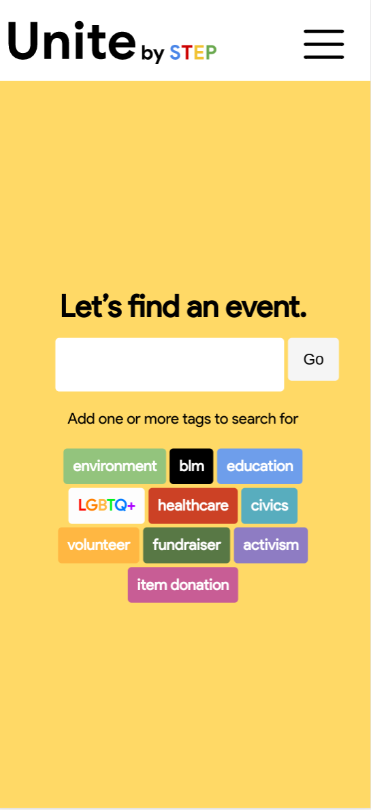 Unite by STEP
Let's find an event.
Go
Add one or more tags to search for
environment blm education
LGBTQ+ healthcare civics
volunteer fundraiser activism
item donation